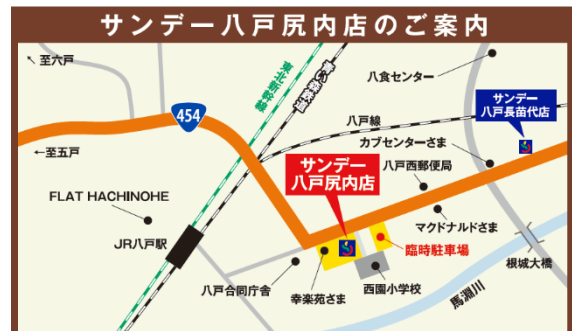 サンデー八戸尻内店のご案内
↖至六戸
東北新幹線
青い森鉄道
八食センター
454
サンデー
八戸長苗代店
八戸線
カブセンターさま
←至五戸
サンデー
八戸尻内店
八戸西郵便局
FLAT HACHINOHE
マクドナルドさま
JR八戸駅
臨時駐車場
根城大橋
八戸合同庁舎
幸楽苑さま
西園小学校
馬淵川